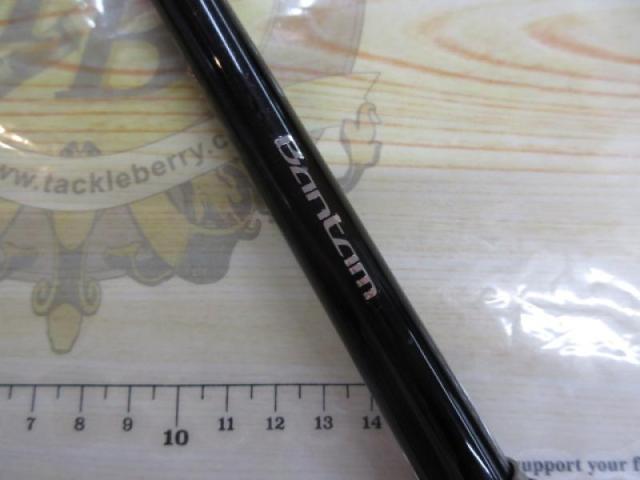 B
www.tackleberry.c
Bantam
7 8 9 10 11 12 13 14
support your f